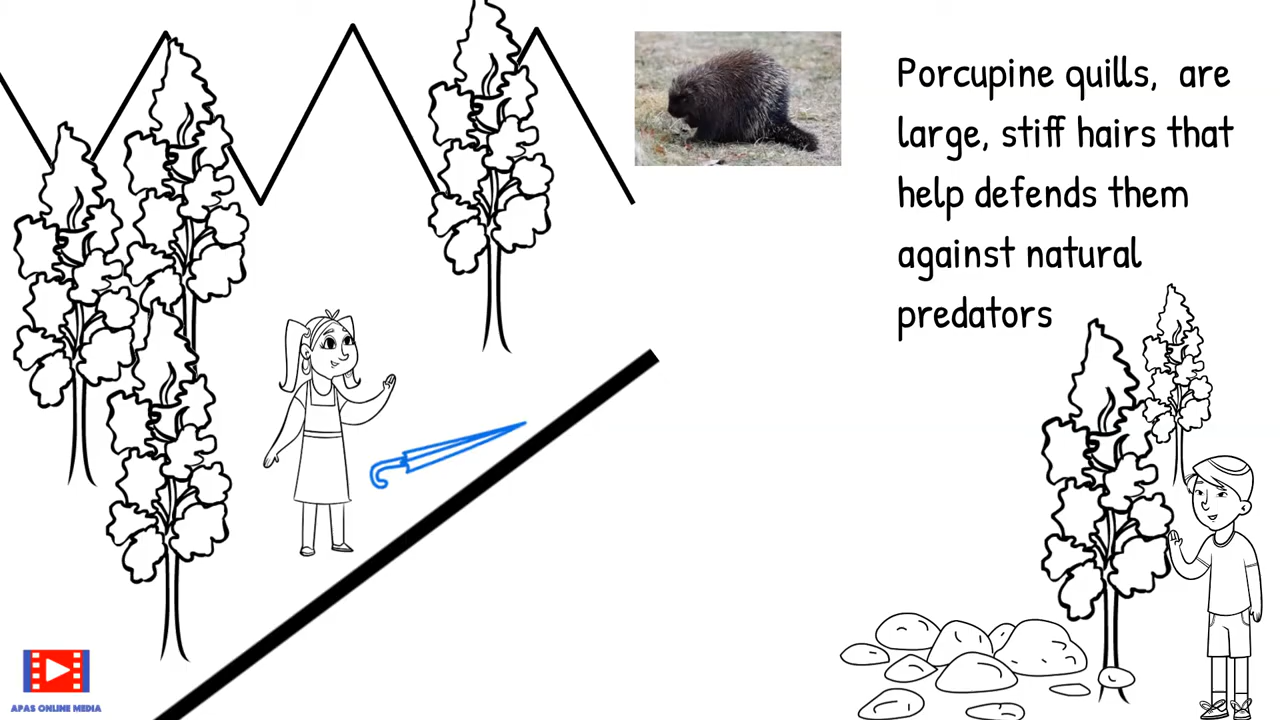 Porcupine quills, are
large, stiff hairs that
help defends them
against natural
predators
APAS ONLINE MEDIA